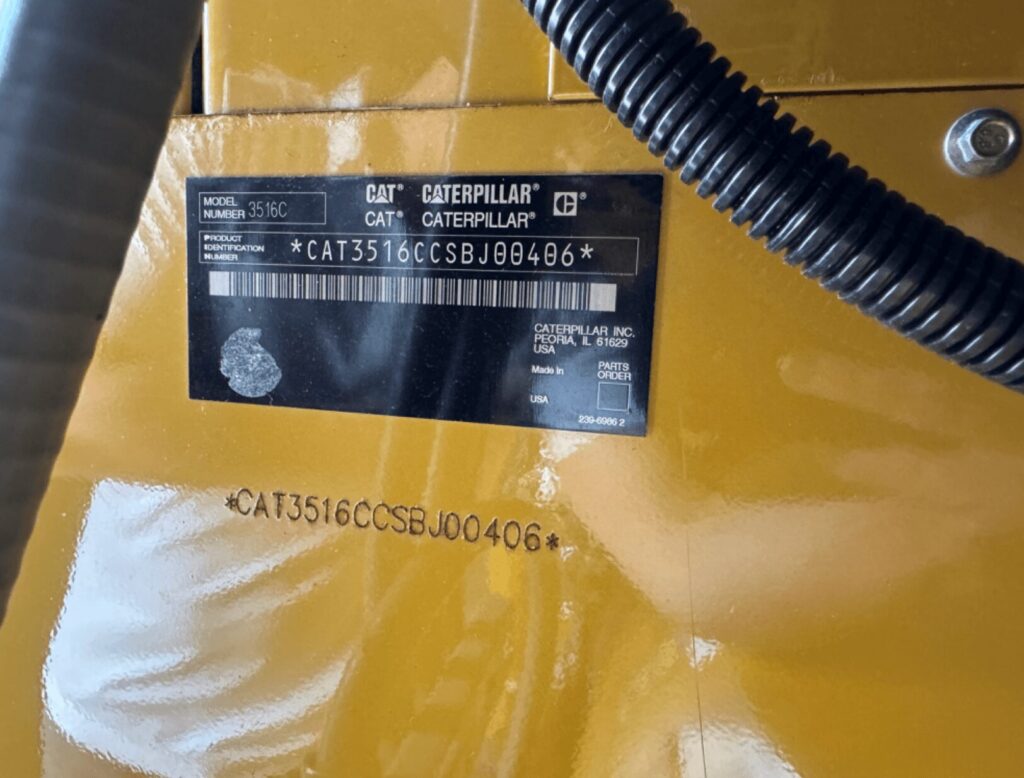 MODEL
NUMBER 3516C
CAT® CATERPILLAR® C®
CAT® CATERPILLAR®
PRODUCT
IDENTIFICATION
NUMBER
*CAT3516CCSBJ00406*
CATERPILLAR INC.
PEORIA, IL 61629
USA
Made in
USA
PARTS
ORDER
239-6986 2
*CAT3516CCSBJ00406*